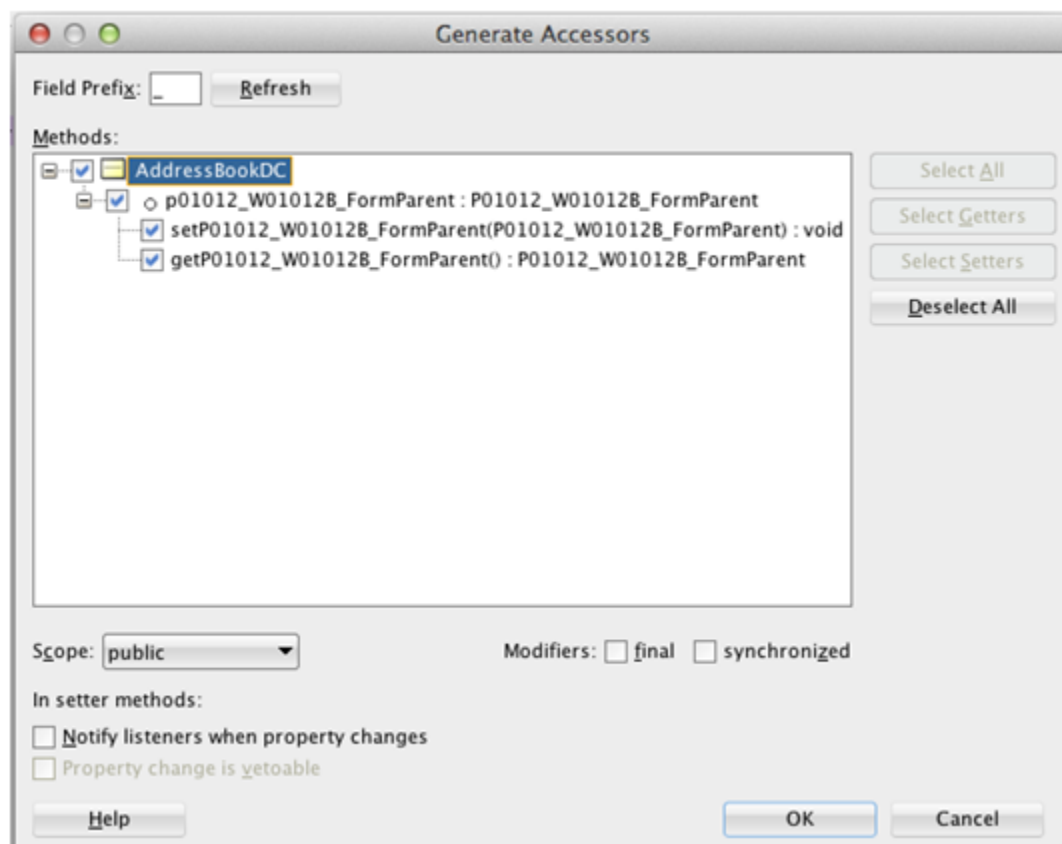 Generate Accessors
Field Prefix: _ Refresh
Methods:
AddressBookDC
p01012_W01012B_FormParent : P01012_W01012B_FormParent
setP01012_W01012B_FormParent(P01012_W01012B_FormParent) : void
getP01012_W01012B_FormParent() : P01012_W01012B_FormParent
Select All
Select Getters
Select Setters
Deselect All
Scope: public Modifiers: final synchronized
In setter methods:
Notify listeners when property changes
Property change is vetoable
Help OK Cancel